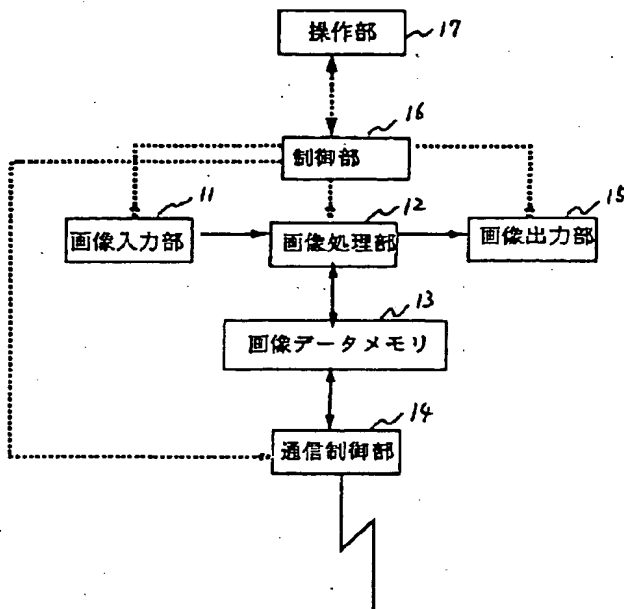 操作部
17
16
制御部
11
12
15
画像入力部
画像処理部
画像出力部
13
画像データメモリ
14
通信制御部